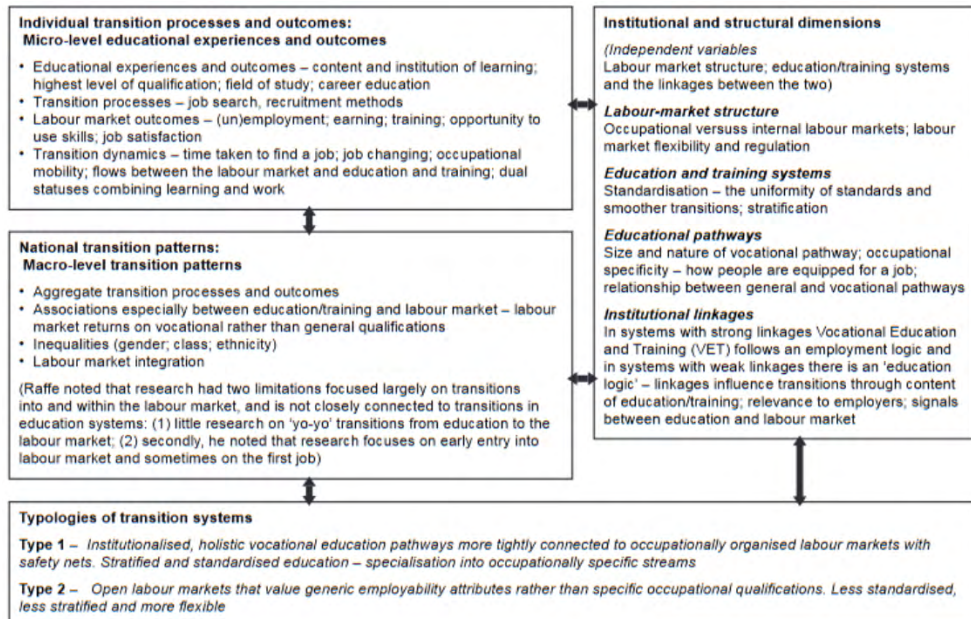 Individual transition processes and outcomes:
Micro-level educational experiences and outcomes
• Educational experiences and outcomes – content and institution of learning;
highest level of qualification; field of study; career education
• Transition processes – job search, recruitment methods
• Labour market outcomes – (un)employment; earning; training; opportunity to
use skills; job satisfaction
• Transition dynamics – time taken to find a job; job changing; occupational
mobility; flows between the labour market and education and training; dual
statuses combining learning and work
National transition patterns:
Macro-level transition patterns
• Aggregate transition processes and outcomes
• Associations especially between education/training and labour market – labour
market returns on vocational rather than general qualifications
• Inequalities (gender; class; ethnicity)
• Labour market integration
(Raffe noted that research had two limitations focused largely on transitions
into and within the labour market, and is not closely connected to transitions in
education systems: (1) little research on 'yo-yo' transitions from education to the
labour market; (2) secondly, he noted that research focuses on early entry into
labour market and sometimes on the first job)
Institutional and structural dimensions
(Independent variables
Labour market structure; education/training systems
and the linkages between the two)
Labour-market structure
Occupational versuss internal labour markets; labour
market flexibility and regulation
Education and training systems
Standardisation – the uniformity of standards and
smoother transitions; stratification
Educational pathways
Size and nature of vocational pathway; occupational
specificity – how people are equipped for a job;
relationship between general and vocational pathways
Institutional linkages
In systems with strong linkages Vocational Education
and Training (VET) follows an employment logic and
in systems with weak linkages there is an 'education
logic' – linkages influence transitions through content
of education/training; relevance to employers; signals
between education and labour market
Typologies of transition systems
Type 1 – Institutionalised, holistic vocational education pathways more tightly connected to occupationally organised labour markets with
safety nets. Stratified and standardised education – specialisation into occupationally specific streams
Type 2 – Open labour markets that value generic employability attributes rather than specific occupational qualifications. Less standardised,
less stratified and more flexible